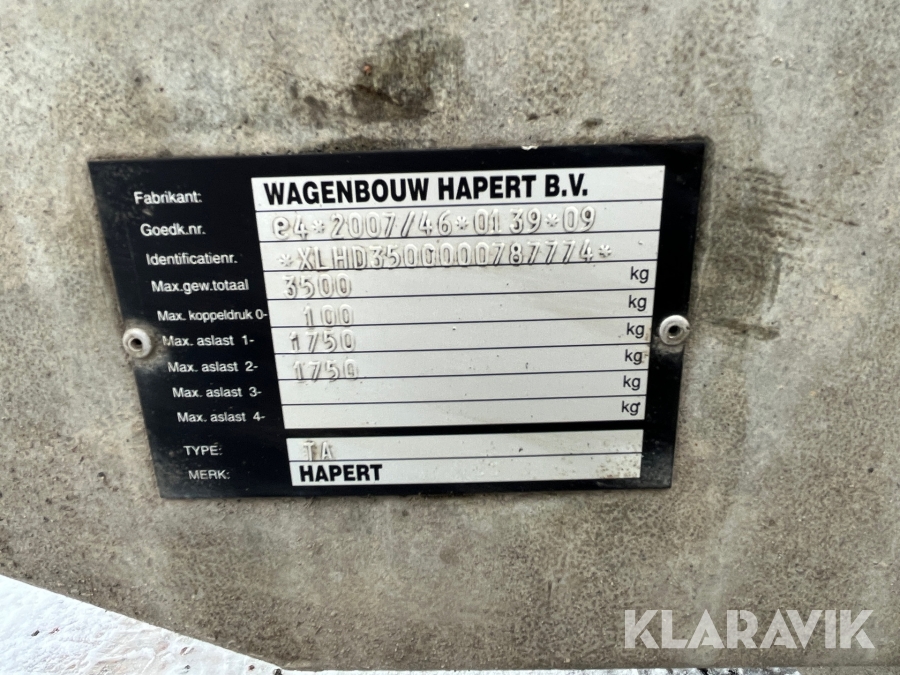 Fabrikant: WAGENBOUW HAPERT B.V.
Goedk.nr. e4*2007/46*0139*09
Identificatienr. *XLHD3500000787774*
Max.gew.totaal 3500 kg
Max. koppeldruk 0- 100 kg
Max. aslast 1- 1750 kg
Max. aslast 2- 1750 kg
Max. aslast 3- kg
Max. aslast 4- kg
TYPE: TA
MERK: HAPERT
KLARAVIK